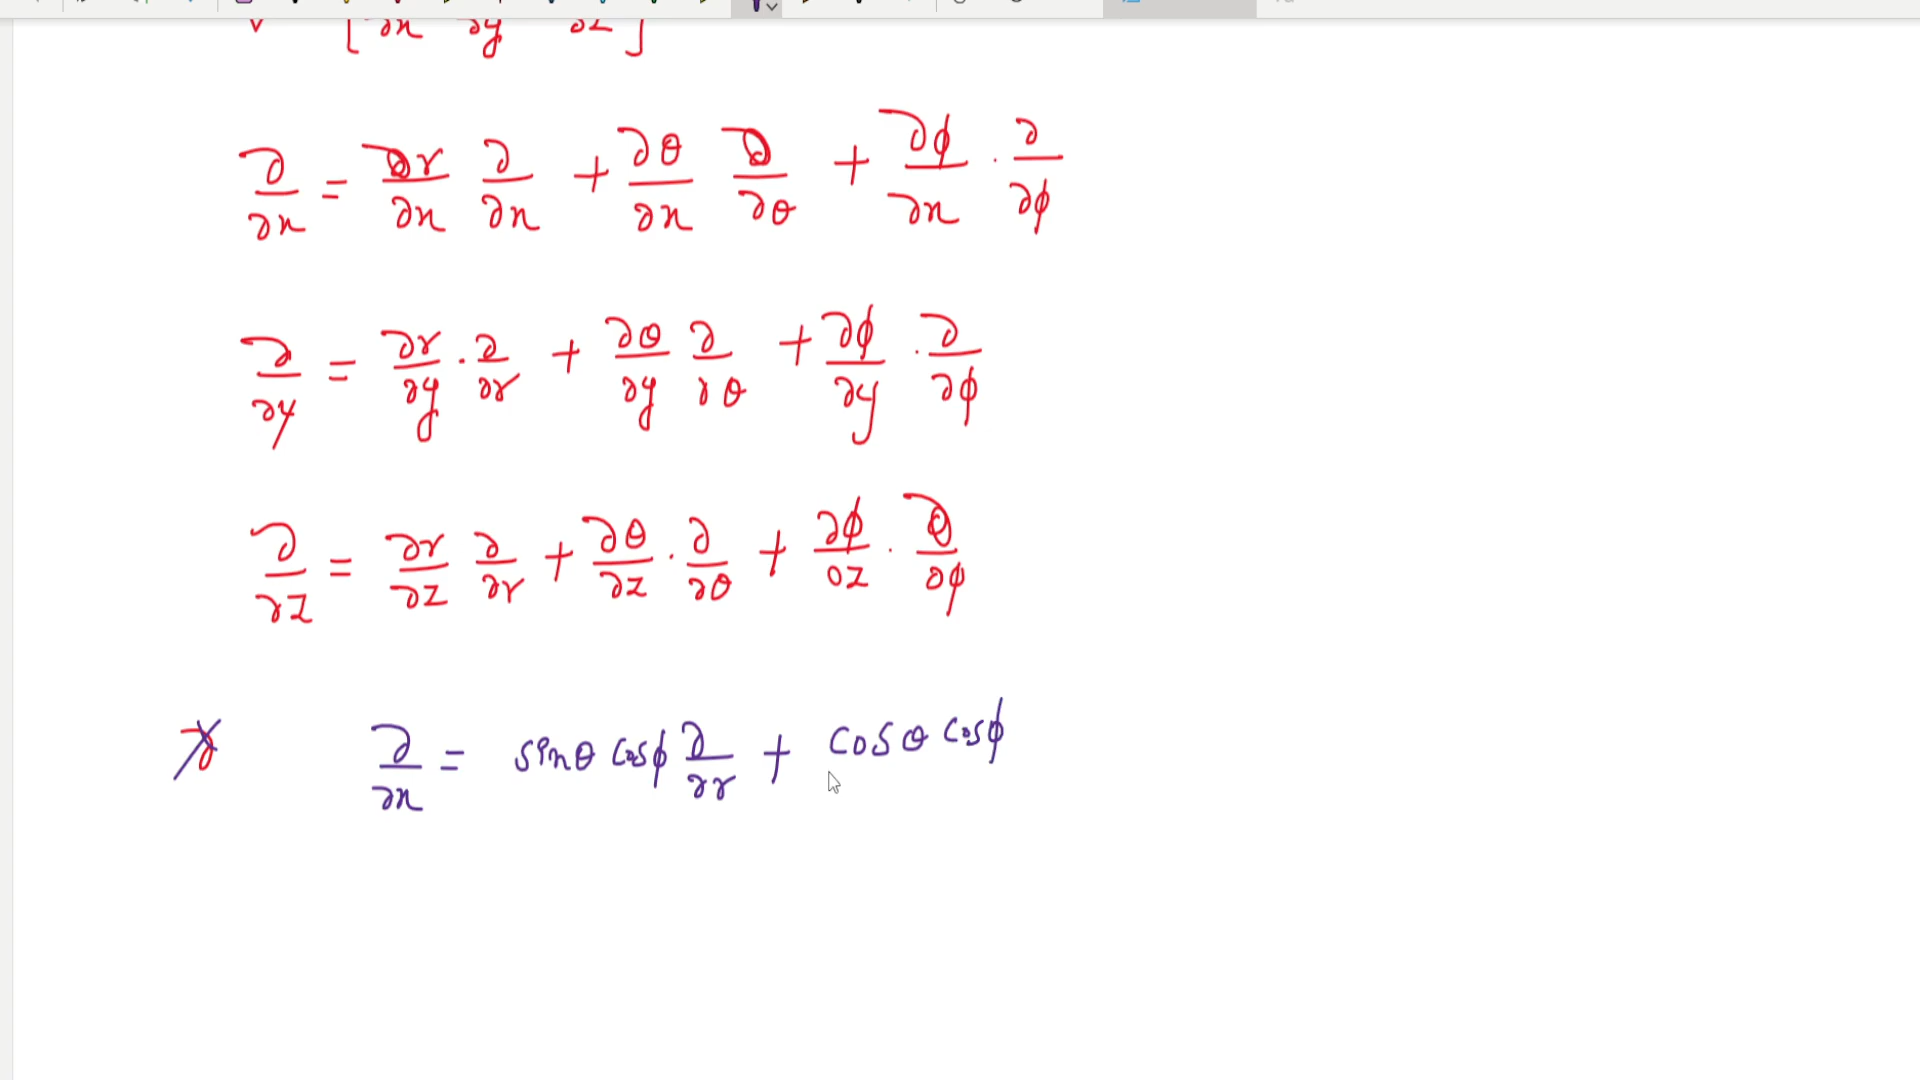 [ ∂x ∂y ∂z ]
∂/∂x = ∂r/∂x ∂/∂x + ∂θ/∂x ∂/∂θ + ∂ϕ/∂x · ∂/∂ϕ
∂/∂y = ∂r/∂y · ∂/∂r + ∂θ/∂y ∂/∂θ + ∂ϕ/∂y · ∂/∂ϕ
∂/∂z = ∂r/∂z ∂/∂r + ∂θ/∂z · ∂/∂θ + ∂ϕ/∂z · ∂/∂ϕ
∂/∂x = sinθ cosϕ ∂/∂r + cosθ cosϕ